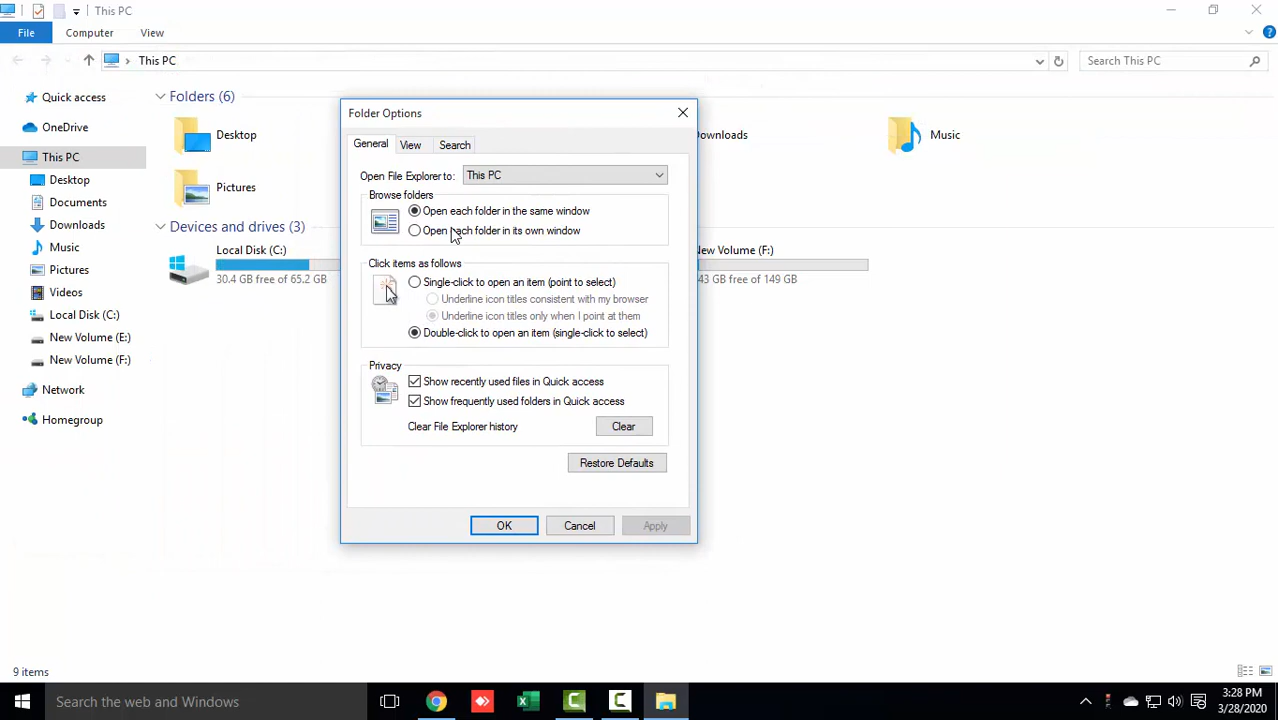 This PC
File Computer View
This PC Search This PC
Quick access
OneDrive
This PC
Desktop
Documents
Downloads
Music
Pictures
Videos
Local Disk (C:)
New Volume (E:)
New Volume (F:)
Network
Homegroup
Folders (6)
Desktop
Downloads
Music
Pictures
Devices and drives (3)
Local Disk (C:)
30.4 GB free of 65.2 GB
New Volume (F:)
43 GB free of 149 GB
Folder Options
General View Search
Open File Explorer to: This PC
Browse folders
Open each folder in the same window
Open each folder in its own window
Click items as follows
Single-click to open an item (point to select)
Underline icon titles consistent with my browser
Underline icon titles only when I point at them
Double-click to open an item (single-click to select)
Privacy
Show recently used files in Quick access
Show frequently used folders in Quick access
Clear File Explorer history Clear
Restore Defaults
OK Cancel Apply
9 items
Search the web and Windows
3:28 PM
3/28/2020